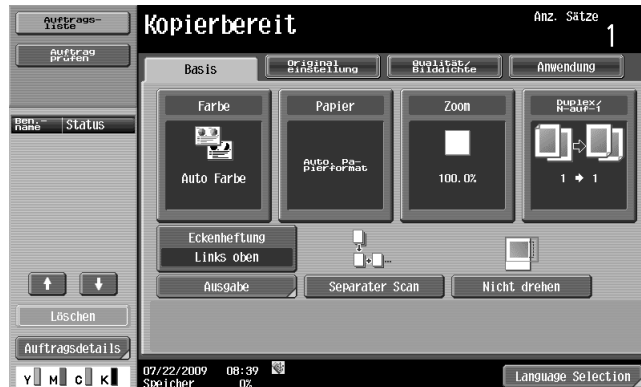 Auftrags-
liste
Auftrag
prüfen
Ben.-
name
Status
Löschen
Auftragsdetails
Y M C K
Kopierbereit
Anz. Sätze
1
Basis
Original
einstellung
Qualität/
Bilddichte
Anwendung
Farbe
Auto Farbe
Papier
Auto. Pa-
pierformat
Zoom
100.0%
Duplex/
N-auf-1
1 → 1
Eckenheftung
Links oben
Ausgabe
Separater Scan
Nicht drehen
07/22/2009 08:39
Speicher 0%
Language Selection